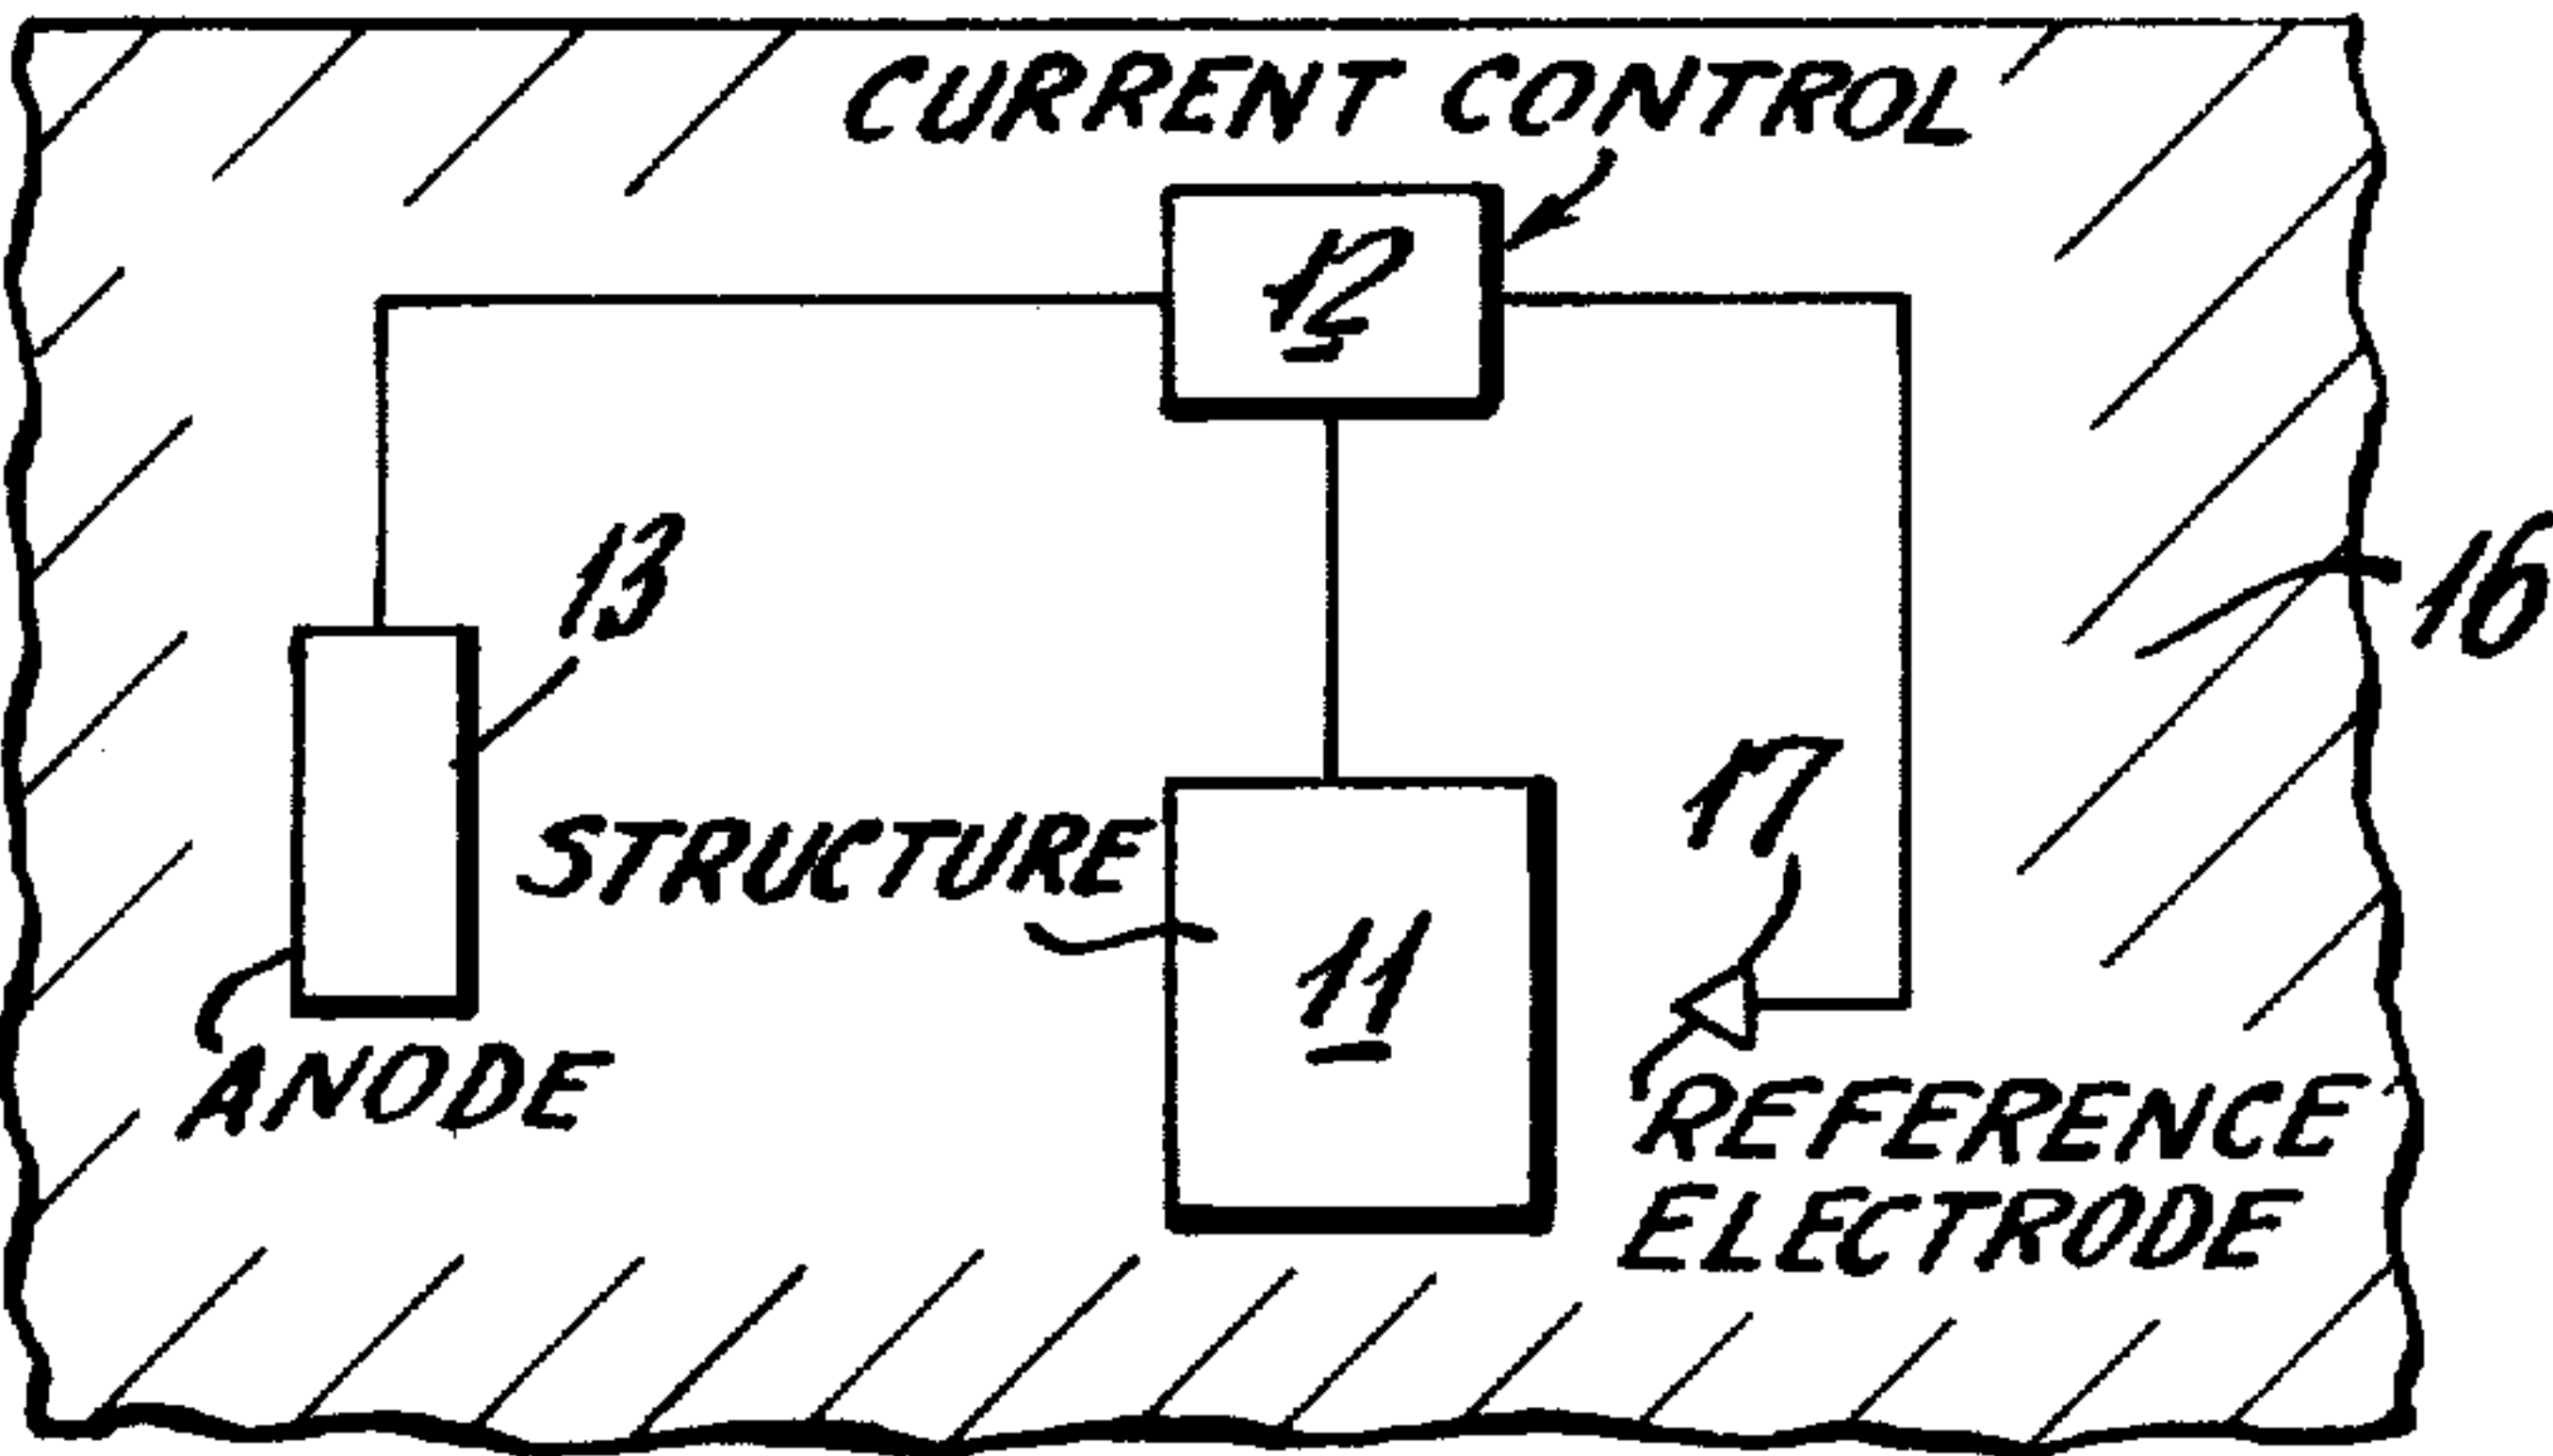 CURRENT CONTROL
12
13
16
17
STRUCTURE
11
ANODE
REFERENCE
ELECTRODE